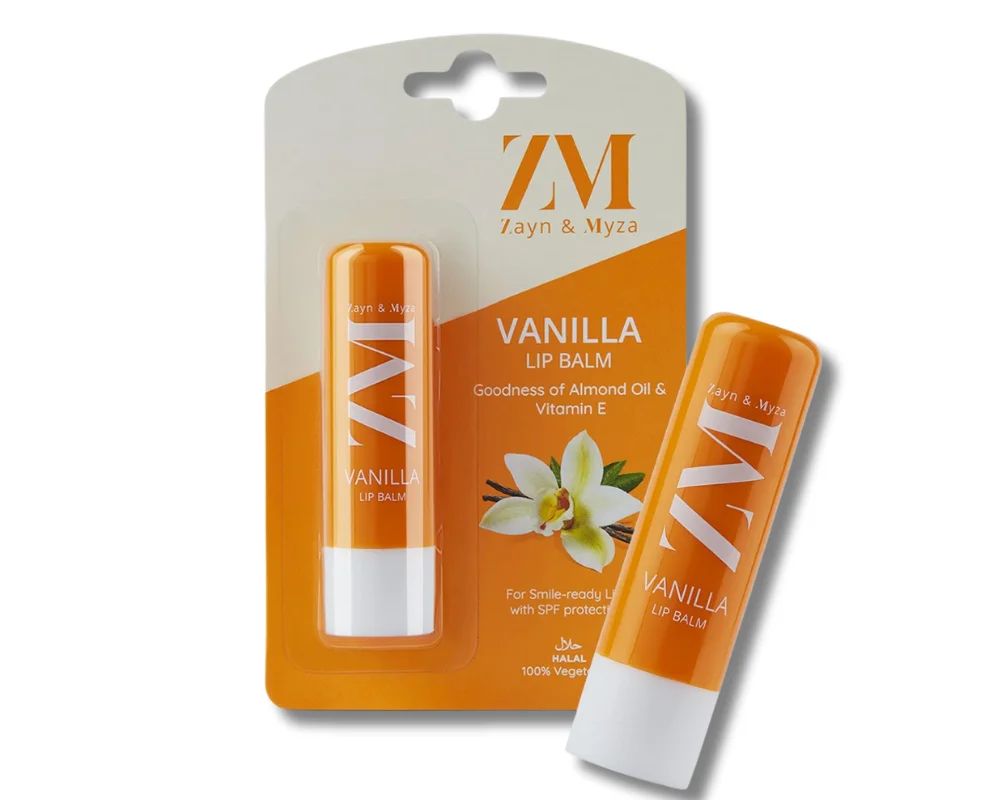 ZM
Zayn & Myza
VANILLA
LIP BALM
Goodness of Almond Oil &
Vitamin E
For Smile-ready
with SPF
حلال
HALAL
100%
Zayn & Myza
ZM
VANILLA
LIP BALM
Zayn & Myza
ZM
VANILLA
LIP BALM